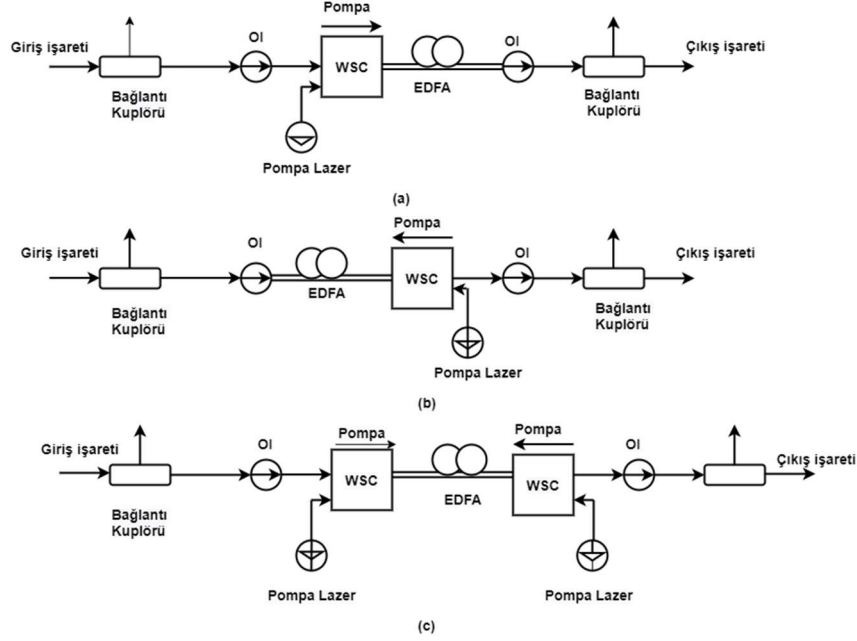 Pompa
Giriş işareti
OI
OI
Çıkış işareti
WSC
EDFA
Bağlantı
Kuplörü
Bağlantı
Kuplörü
Pompa Lazer
(a)
Pompa
Giriş işareti
OI
OI
Çıkış işareti
WSC
EDFA
Bağlantı
Kuplörü
Bağlantı
Kuplörü
Pompa Lazer
(b)
Giriş işareti
OI
Pompa
Pompa
OI
Çıkış işareti
WSC
WSC
EDFA
Bağlantı
Kuplörü
Pompa Lazer
Pompa Lazer
(c)